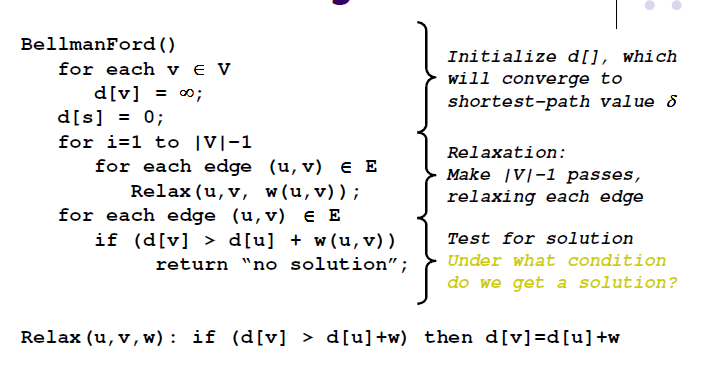 BellmanFord()
for each v ∈ V
d[v] = ∞;
d[s] = 0;
for i=1 to |V|-1
for each edge (u,v) ∈ E
Relax(u,v, w(u,v));
for each edge (u,v) ∈ E
if (d[v] > d[u] + w(u,v))
return “no solution”;
Initialize d[], which
will converge to
shortest-path value δ
Relaxation:
Make |V|-1 passes,
relaxing each edge
Test for solution
Under what condition
do we get a solution?
Relax(u,v,w): if (d[v] > d[u]+w) then d[v]=d[u]+w